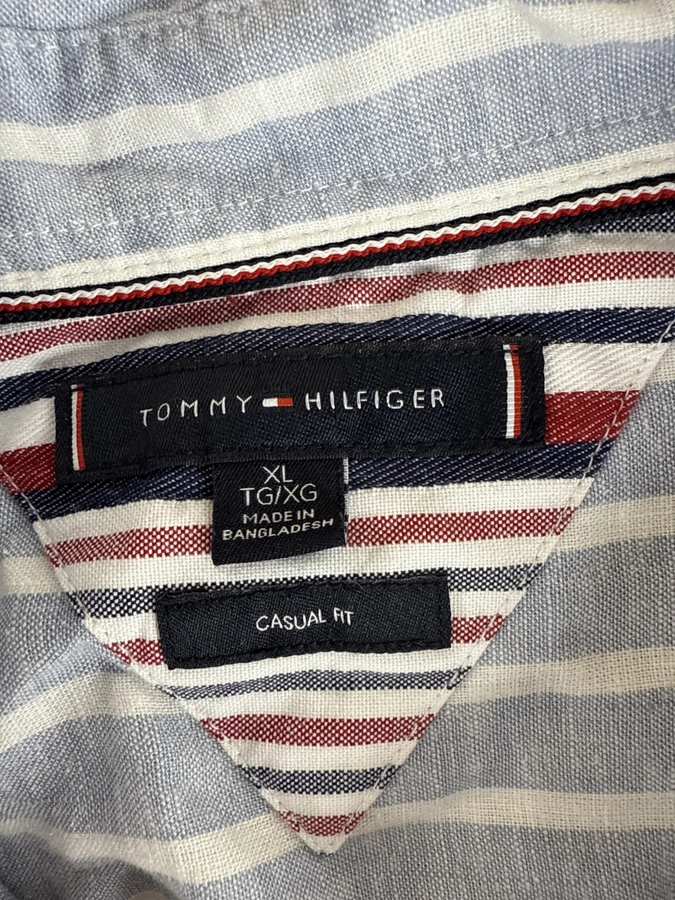 TOMMY HILFIGER
XL
TG/XG
MADE IN
BANGLADESH
CASUAL FIT